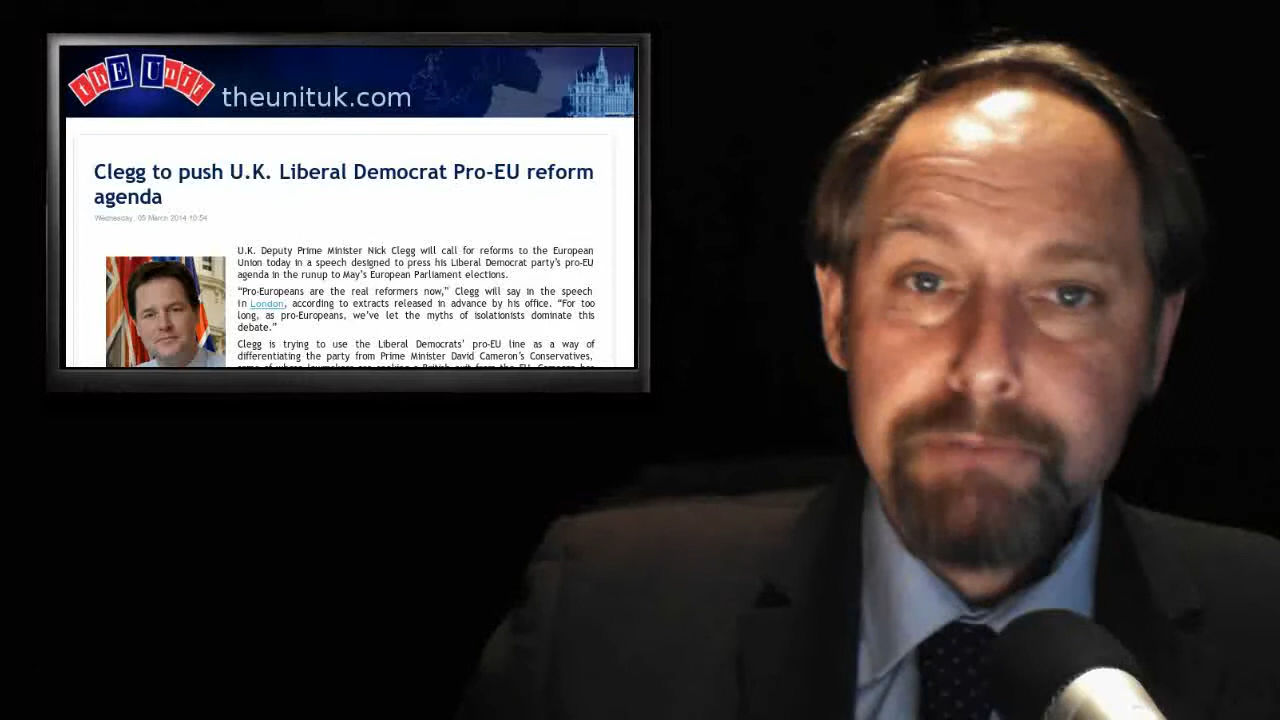 thE Unit
theunituk.com
Clegg to push U.K. Liberal Democrat Pro-EU reform
agenda
Wednesday, 05 March 2014 10:54
U.K. Deputy Prime Minister Nick Clegg will call for reforms to the European
Union today in a speech designed to press his Liberal Democrat party's pro-EU
agenda in the runup to May's European Parliament elections.
“Pro-Europeans are the real reformers now,” Clegg will say in the speech
in London, according to extracts released in advance by his office. “For too
long, as pro-Europeans, we've let the myths of isolationists dominate this
debate.”
Clegg is trying to use the Liberal Democrats' pro-EU line as a way of
differentiating the party from Prime Minister David Cameron's Conservatives,